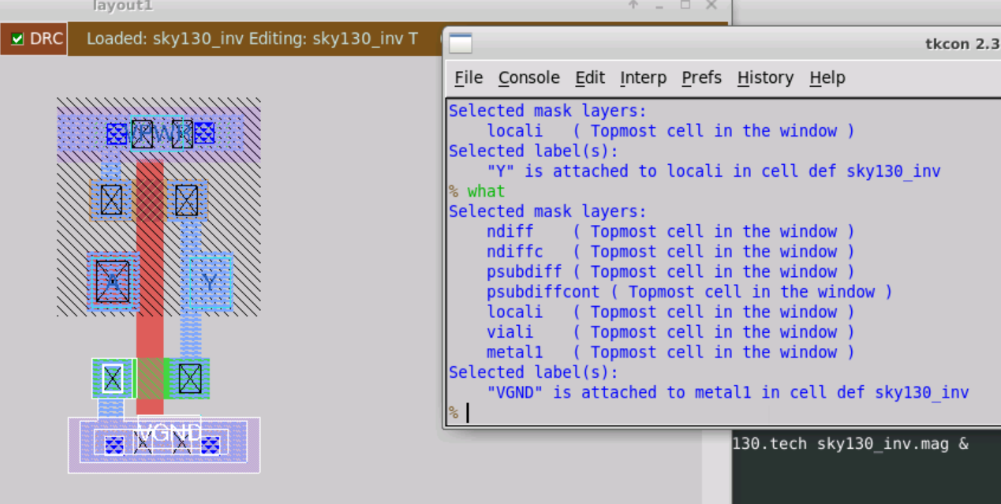 layout1
DRC Loaded: sky130_inv Editing: sky130_inv T
tkcon 2.3
File Console Edit Interp Prefs History Help
Selected mask layers:
locali ( Topmost cell in the window )
Selected label(s):
"Y" is attached to locali in cell def sky130_inv
% what
Selected mask layers:
ndiff ( Topmost cell in the window )
ndiffc ( Topmost cell in the window )
psubdiff ( Topmost cell in the window )
psubdiffcont ( Topmost cell in the window )
locali ( Topmost cell in the window )
viali ( Topmost cell in the window )
metal1 ( Topmost cell in the window )
Selected label(s):
"VGND" is attached to metal1 in cell def sky130_inv
%
130.tech sky130_inv.mag &
VPWR
A
Y
VGND